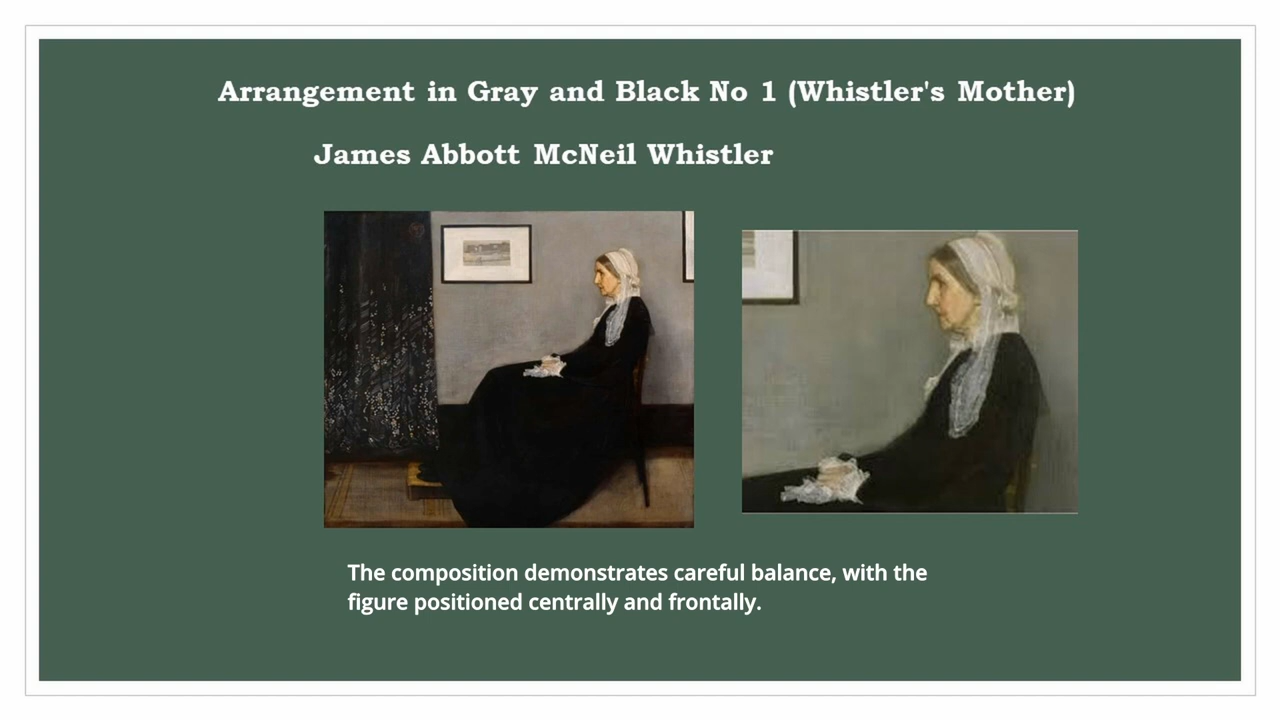 Arrangement in Gray and Black No 1 (Whistler's Mother)
James Abbott McNeil Whistler
The composition demonstrates careful balance, with the
figure positioned centrally and frontally.